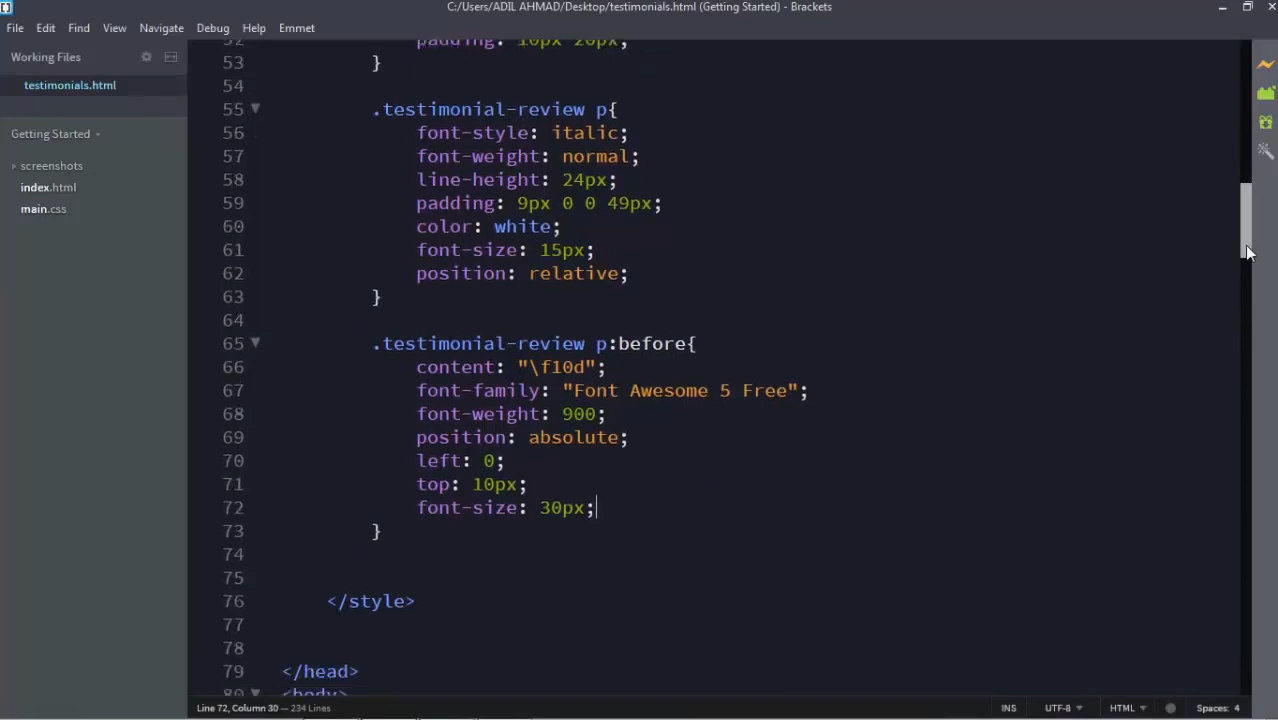 C:/Users/ADIL AHMAD/Desktop/testimonials.html (Getting Started) - Brackets
File Edit Find View Navigate Debug Help Emmet
Working Files
testimonials.html
Getting Started
screenshots
index.html
main.css
52 padding: 10px 20px;
53 }
54
55 .testimonial-review p{
56 font-style: italic;
57 font-weight: normal;
58 line-height: 24px;
59 padding: 9px 0 0 49px;
60 color: white;
61 font-size: 15px;
62 position: relative;
63 }
64
65 .testimonial-review p:before{
66 content: "\f10d";
67 font-family: "Font Awesome 5 Free";
68 font-weight: 900;
69 position: absolute;
70 left: 0;
71 top: 10px;
72 font-size: 30px;
73 }
74
75
76 </style>
77
78
79 </head>
80 <body>
Line 72, Column 30 — 234 Lines
INS UTF-8 HTML Spaces: 4